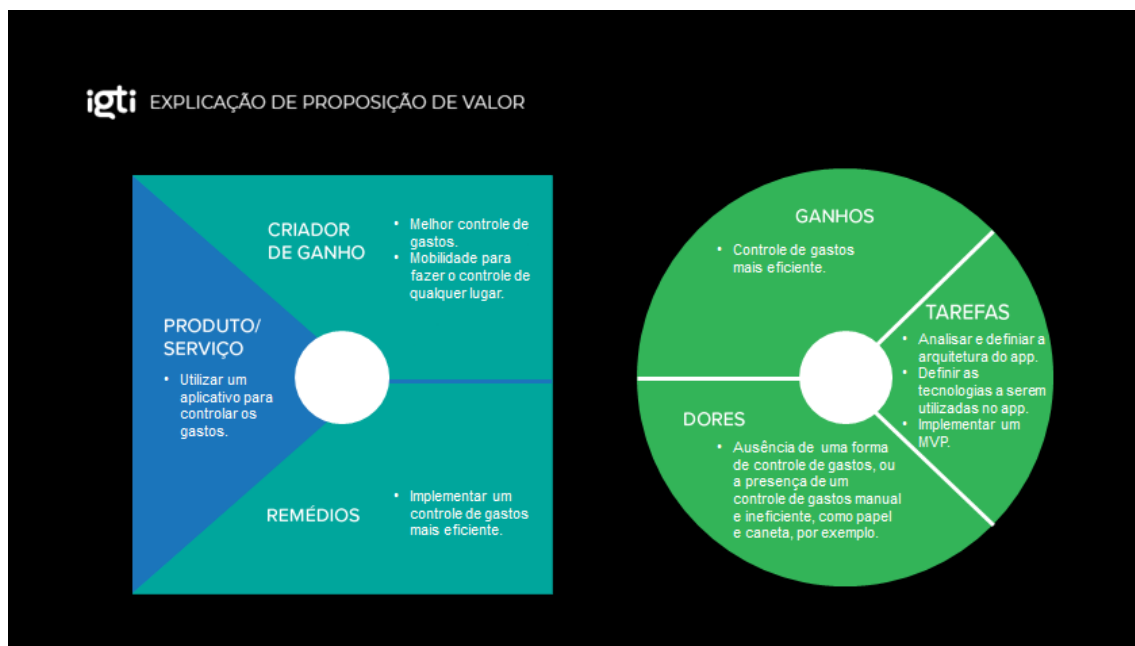 igti EXPLICAÇÃO DE PROPOSIÇÃO DE VALOR
CRIADOR
DE GANHO
• Melhor controle de
gastos.
• Mobilidade para
fazer o controle de
qualquer lugar.
PRODUTO/
SERVIÇO
• Utilizar um
aplicativo para
controlar os
gastos.
REMÉDIOS
• Implementar um
controle de gastos
mais eficiente.
GANHOS
• Controle de gastos
mais eficiente.
TAREFAS
• Analisar e definiar a
arquitetura do app.
• Definir as
tecnologias a serem
utilizadas no app.
• Implementar um
MVP.
DORES
• Ausência de uma forma
de controle de gastos, ou
a presença de um
controle de gastos manual
e ineficiente, como papel
e caneta, por exemplo.